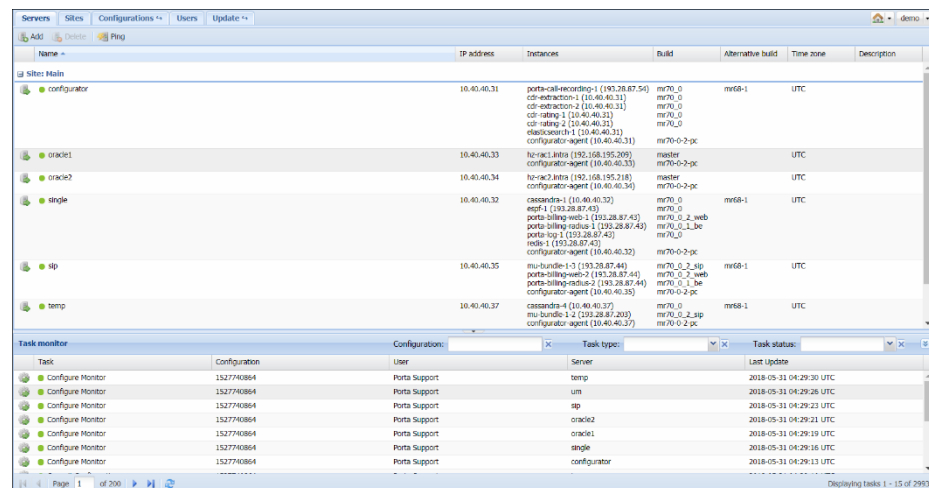 Servers Sites Configurations Users Update demo
Add Delete Ping
Name IP address Instances Build Alternative build Time zone Description
Site: Main
configurator 10.40.40.31 porta-call-recording-1 (193.28.87.54) mr70_0 mr68-1 UTC
cdr-extraction-1 (10.40.40.31) mr70_0
cdr-extraction-2 (10.40.40.31) mr70_0
cdr-rating-1 (10.40.40.31) mr70_0
cdr-rating-2 (10.40.40.31) mr70_0
elasticsearch-1 (10.40.40.31)
configurator-agent (10.40.40.31) mr70-0-2-pc
oracle1 10.40.40.33 hz-rac1.intra (192.168.195.209) master UTC
configurator-agent (10.40.40.33) mr70-0-2-pc
oracle2 10.40.40.34 hz-rac2.intra (192.168.195.218) master UTC
configurator-agent (10.40.40.34) mr70-0-2-pc
single 10.40.40.32 cassandra-1 (10.40.40.32) mr70_0 mr68-1 UTC
espf-1 (193.28.87.43) mr70_0
porta-billing-web-1 (193.28.87.43) mr70_0_2_web
porta-billing-radius-1 (193.28.87.43) mr70_0_1_be
porta-log-1 (193.28.87.43) mr70_0
redis-1 (193.28.87.43)
configurator-agent (10.40.40.32) mr70-0-2-pc
sip 10.40.40.35 mu-bundle-1-3 (193.28.87.44) mr70_0_2_sip mr68-1 UTC
porta-billing-web-2 (193.28.87.44) mr70_0_2_web
porta-billing-radius-2 (193.28.87.44) mr70_0_1_be
configurator-agent (10.40.40.35) mr70-0-2-pc
temp 10.40.40.37 cassandra-4 (10.40.40.37) mr70_0 mr68-1 UTC
mu-bundle-1-2 (193.28.87.203) mr70_0_2_sip
configurator-agent (10.40.40.37) mr70-0-2-pc
Task monitor Configuration: Task type: Task status:
Task Configuration User Server Last Update
Configure Monitor 1527740864 Porta Support temp 2018-05-31 04:29:30 UTC
Configure Monitor 1527740864 Porta Support um 2018-05-31 04:29:26 UTC
Configure Monitor 1527740864 Porta Support sip 2018-05-31 04:29:23 UTC
Configure Monitor 1527740864 Porta Support oracle2 2018-05-31 04:29:21 UTC
Configure Monitor 1527740864 Porta Support oracle1 2018-05-31 04:29:19 UTC
Configure Monitor 1527740864 Porta Support single 2018-05-31 04:29:16 UTC
Configure Monitor 1527740864 Porta Support configurator 2018-05-31 04:29:13 UTC
Page 1 of 200 Displaying tasks 1 - 15 of 2993